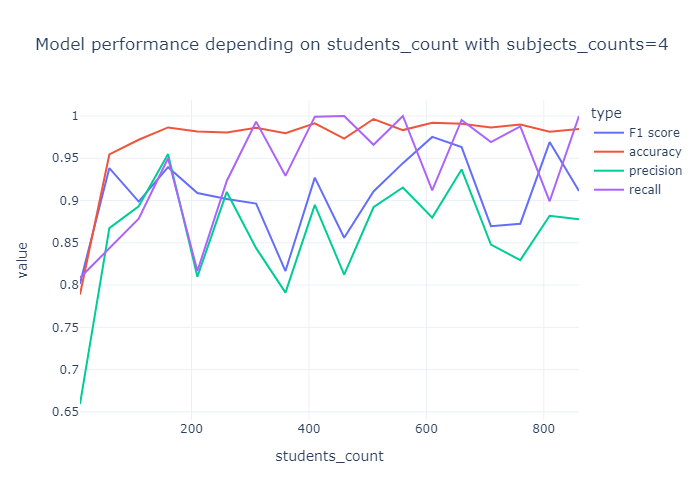 Model performance depending on students_count with subjects_counts=4
type
F1 score
accuracy
precision
recall
value
1
0.95
0.9
0.85
0.8
0.75
0.7
0.65
200
400
600
800
students_count